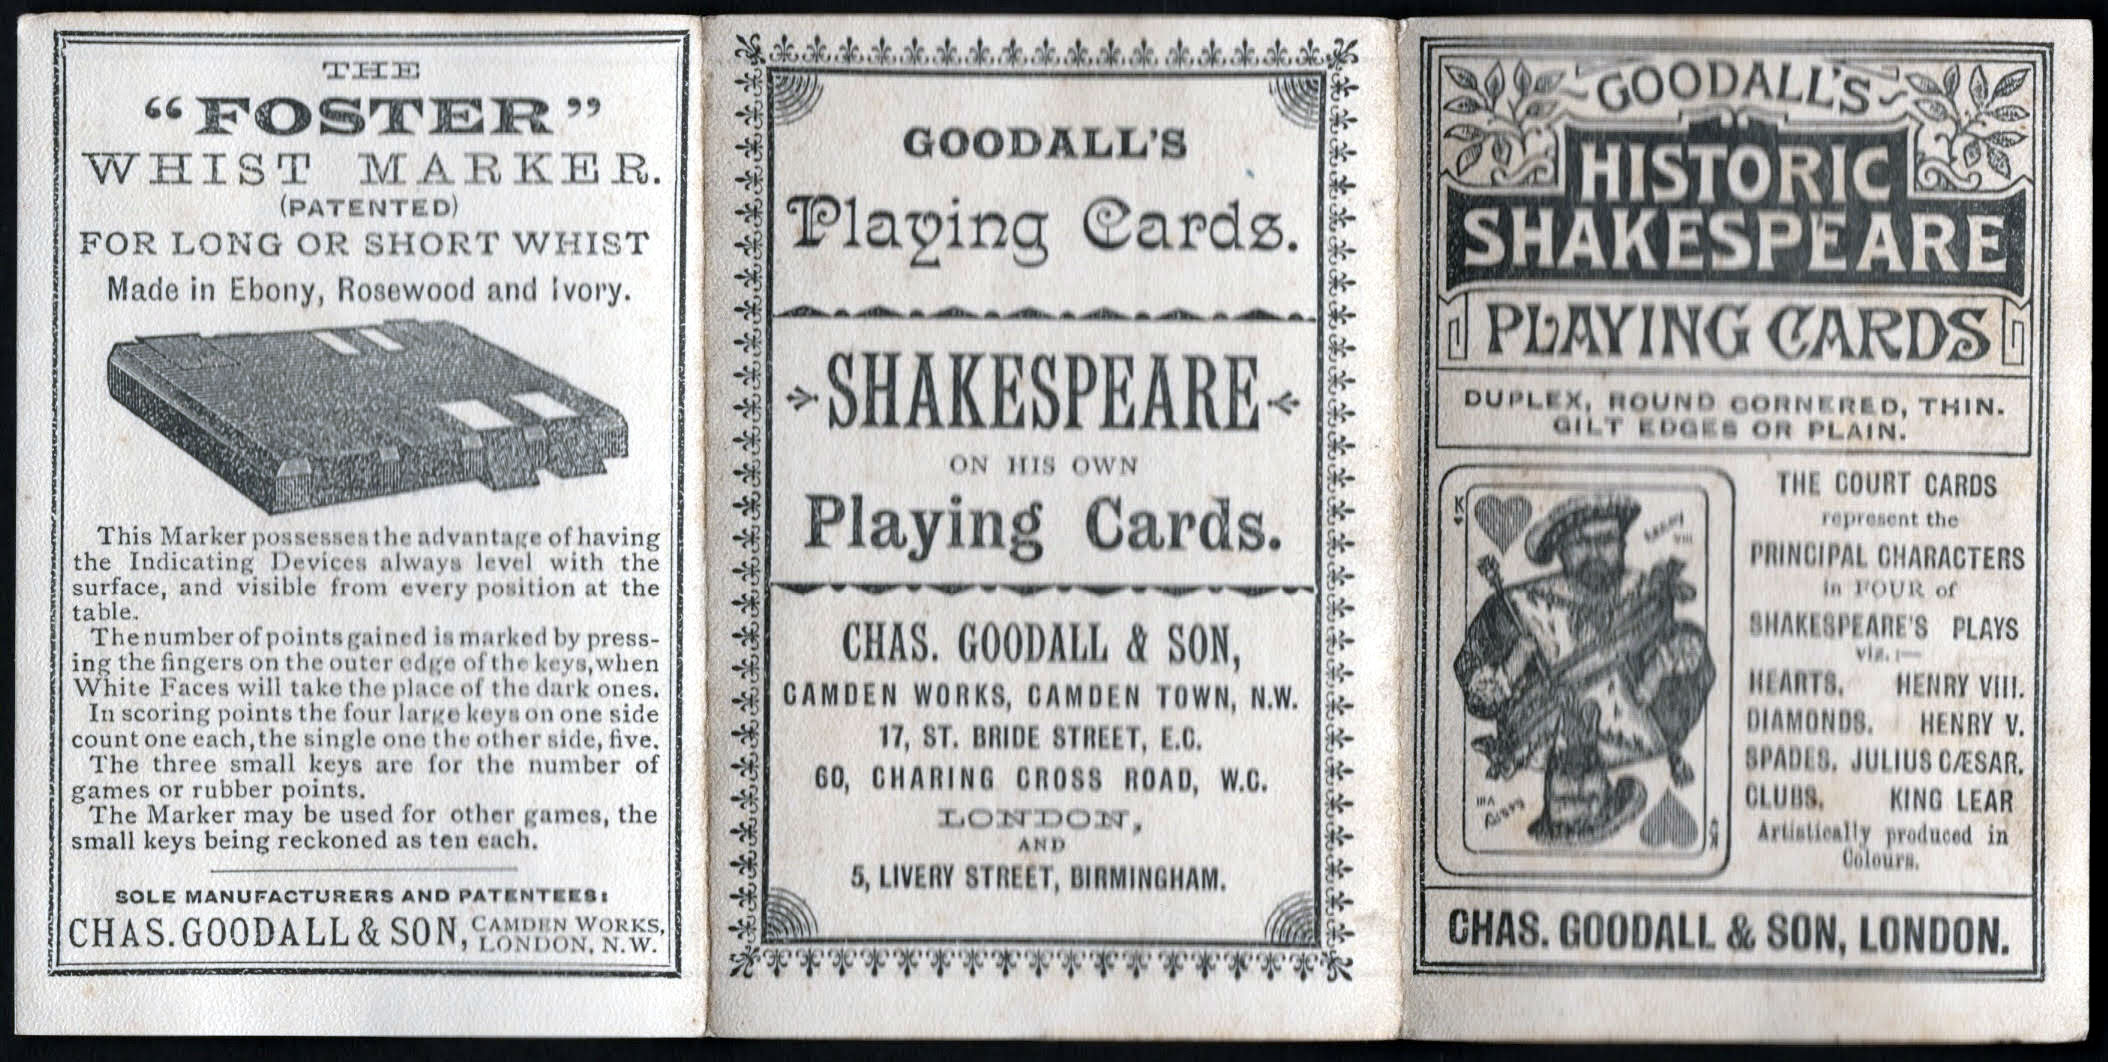 THE
“FOSTER”
WHIST MARKER.
(PATENTED)
FOR LONG OR SHORT WHIST
Made in Ebony, Rosewood and Ivory.
This Marker possesses the advantage of having
the Indicating Devices always level with the
surface, and visible from every position at the
table.
The number of points gained is marked by press-
ing the fingers on the outer edge of the keys, when
White Faces will take the place of the dark ones.
In scoring points the four large keys on one side
count one each, the single one the other side, five.
The three small keys are for the number of
games or rubber points.
The Marker may be used for other games, the
small keys being reckoned as ten each.
SOLE MANUFACTURERS AND PATENTEES:
CHAS. GOODALL & SON, CAMDEN WORKS,
LONDON, N.W.
GOODALL'S
Playing Cards.
SHAKESPEARE
ON HIS OWN
Playing Cards.
CHAS. GOODALL & SON,
CAMDEN WORKS, CAMDEN TOWN, N.W.
17, ST. BRIDE STREET, E.C.
60, CHARING CROSS ROAD, W.C.
LONDON,
AND
5, LIVERY STREET, BIRMINGHAM.
GOODALL'S
HISTORIC
SHAKESPEARE
PLAYING CARDS
DUPLEX, ROUND CORNERED, THIN.
GILT EDGES OR PLAIN.
K
HENRY
VIII
THE COURT CARDS
represent the
PRINCIPAL CHARACTERS
in FOUR of
SHAKESPEARE'S PLAYS
viz.:—
HEARTS. HENRY VIII.
DIAMONDS. HENRY V.
SPADES. JULIUS CÆSAR.
CLUBS. KING LEAR
Artistically produced in
Colours.
HENRY
VIII
K
CHAS. GOODALL & SON, LONDON.